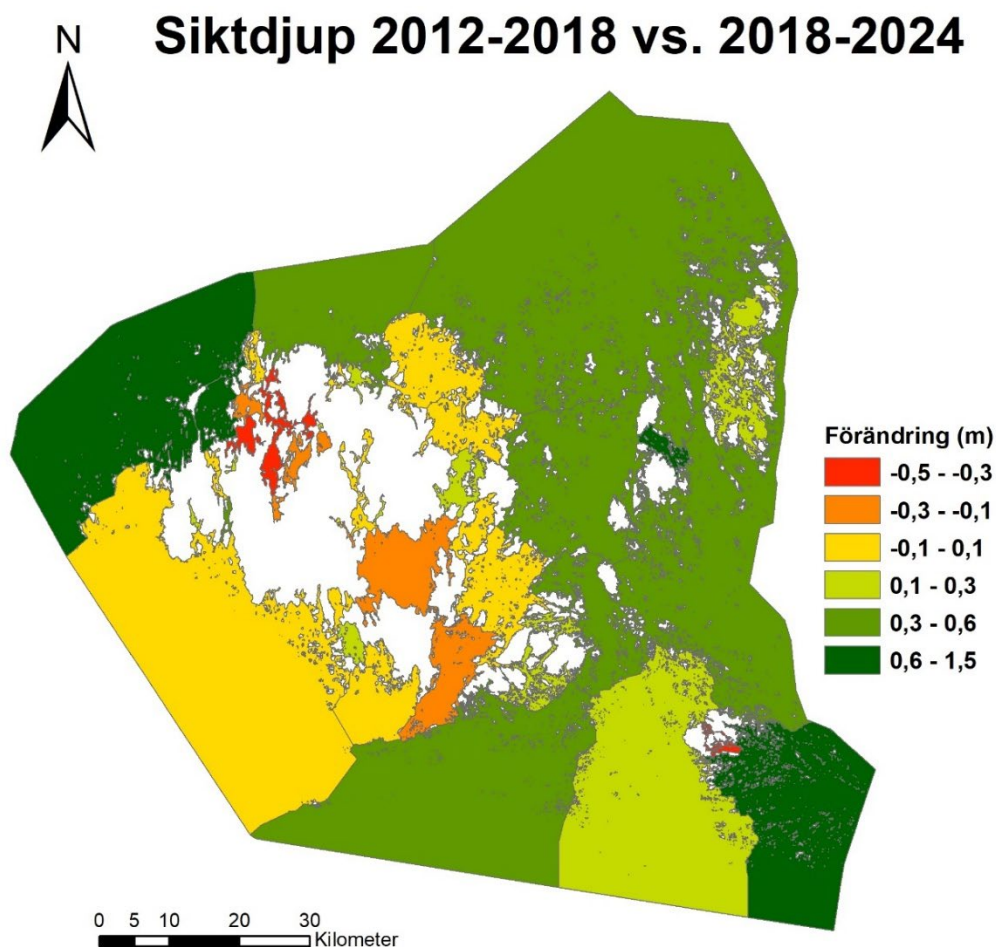 Siktdjup 2012-2018 vs. 2018-2024
N
Förändring (m)
-0,5 - -0,3
-0,3 - -0,1
-0,1 - 0,1
0,1 - 0,3
0,3 - 0,6
0,6 - 1,5
0 5 10 20 30
Kilometer